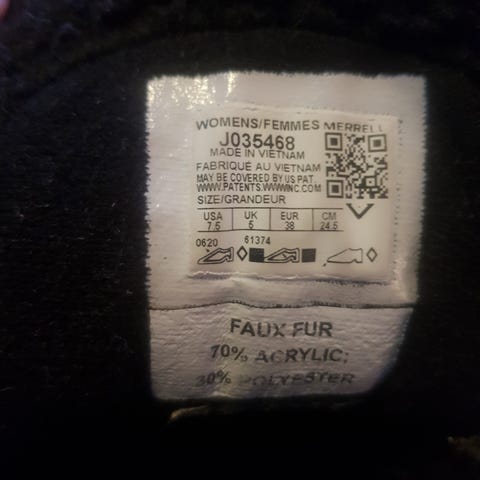 WOMENS/FEMMES MERRELL
J035468
MADE IN VIETNAM
FABRIQUÉ AU VIETNAM
MAY BE COVERED BY US PAT.
WWW.PATENTS.WWWINC.COM
SIZE/GRANDEUR
USA UK EUR CM
7.5 5 38 24.5
0620 61374
FAUX FUR
70% ACRYLIC;
30% POLYESTER